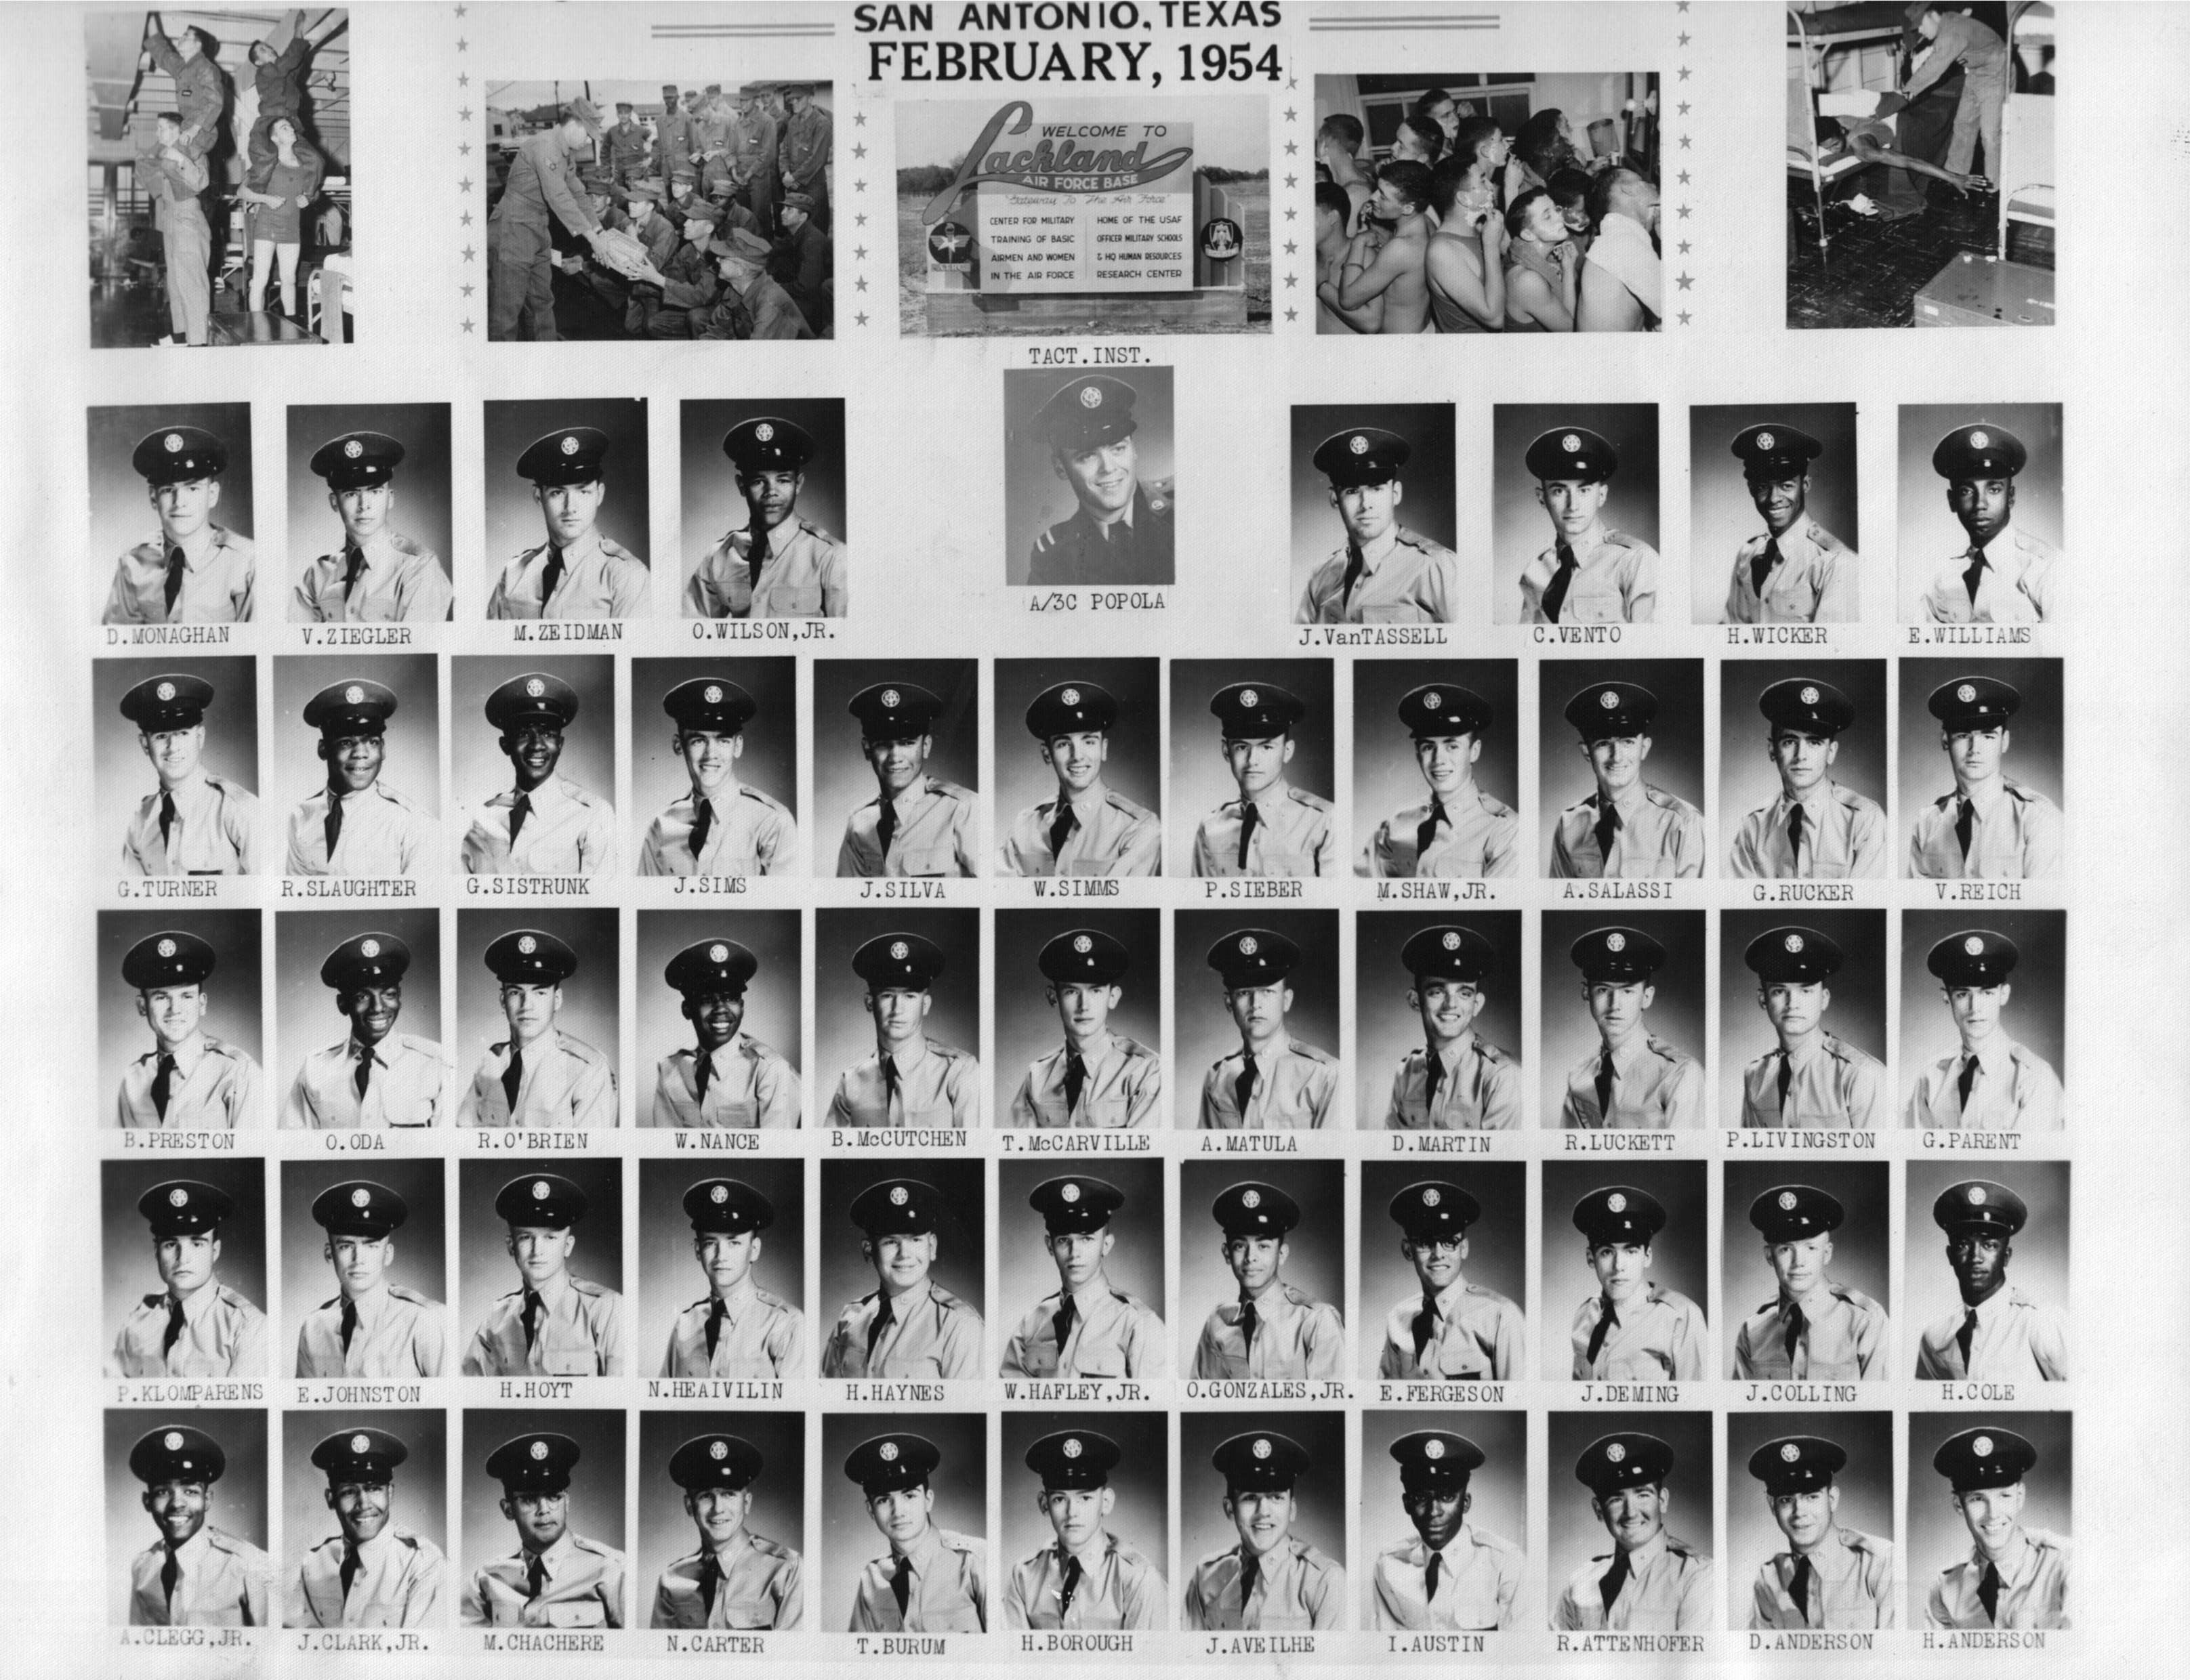 SAN ANTONIO, TEXAS
FEBRUARY, 1954
WELCOME TO
Lackland
AIR FORCE BASE
"Gateway To The Air Force"
CENTER FOR MILITARY
TRAINING OF BASIC
AIRMEN AND WOMEN
IN THE AIR FORCE
HOME OF THE USAF
OFFICER MILITARY SCHOOLS
& HQ HUMAN RESOURCES
RESEARCH CENTER
TACT.INST.
A/3C POPOLA
D.MONAGHAN V.ZIEGLER M.ZEIDMAN O.WILSON,JR. J.VanTASSELL C.VENTO H.WICKER E.WILLIAMS
G.TURNER R.SLAUGHTER G.SISTRUNK J.SIMS J.SILVA W.SIMMS P.SIEBER M.SHAW,JR. A.SALASSI G.RUCKER V.REICH
B.PRESTON O.ODA R.O'BRIEN W.NANCE B.McCUTCHEN T.McCARVILLE A.MATULA D.MARTIN R.LUCKETT P.LIVINGSTON G.PARENT
P.KLOMPARENS E.JOHNSTON H.HOYT N.HEAIVILIN H.HAYNES W.HAFLEY,JR. O.GONZALES,JR. E.FERGESON J.DEMING J.COLLING H.COLE
A.CLEGG,JR. J.CLARK,JR. M.CHACHERE N.CARTER T.BURUM H.BOROUGH J.AVEILHE I.AUSTIN R.ATTENHOFER D.ANDERSON H.ANDERSON